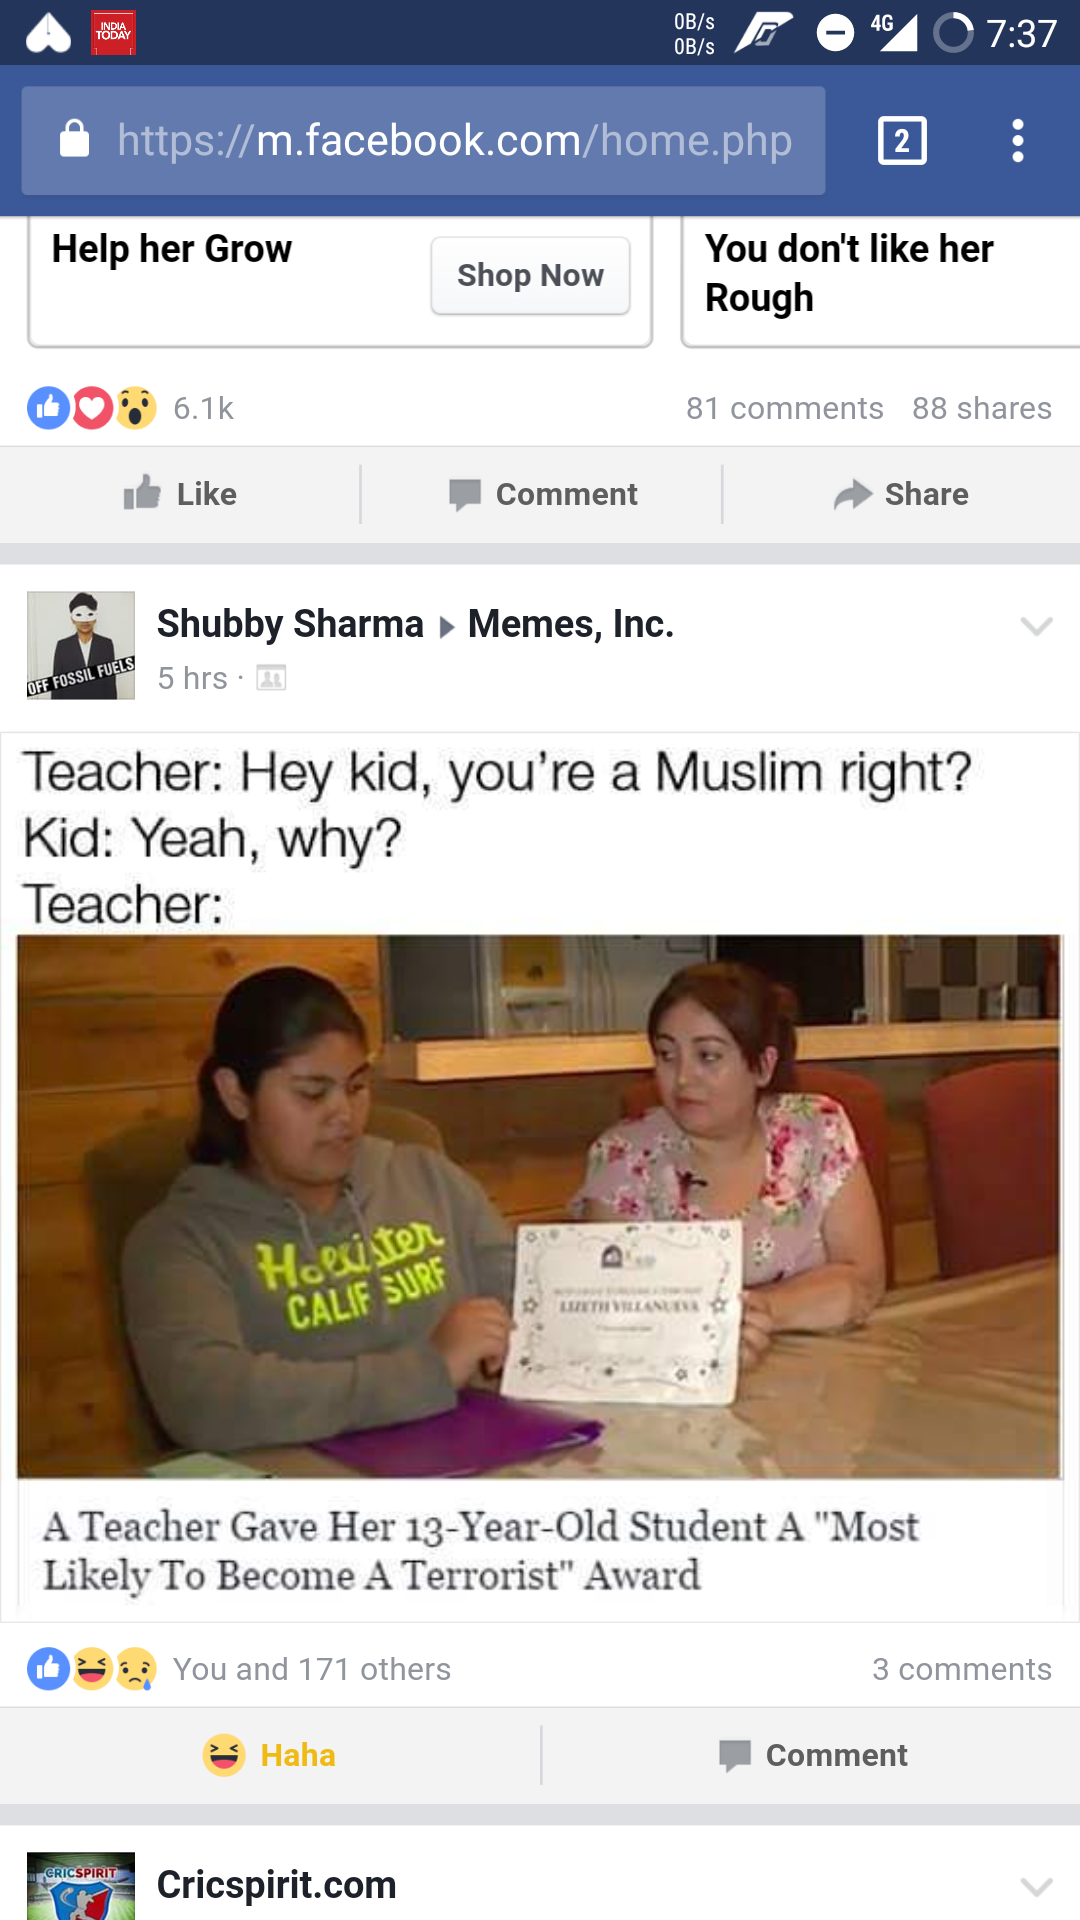 INDIA
TODAY
0B/s
0B/s
4G
7:37
https://m.facebook.com/home.php
2
Help her Grow
Shop Now
You don't like her
Rough
6.1k
81 comments 88 shares
Like
Comment
Share
OFF FOSSIL FUELS
Shubby Sharma Memes, Inc.
5 hrs ·
Teacher: Hey kid, you're a Muslim right?
Kid: Yeah, why?
Teacher:
Hollister
CALIF SURF
LIZETH VILLANUEVA
A Teacher Gave Her 13-Year-Old Student A "Most
Likely To Become A Terrorist" Award
You and 171 others
3 comments
Haha
Comment
CRICSPIRIT
Cricspirit.com